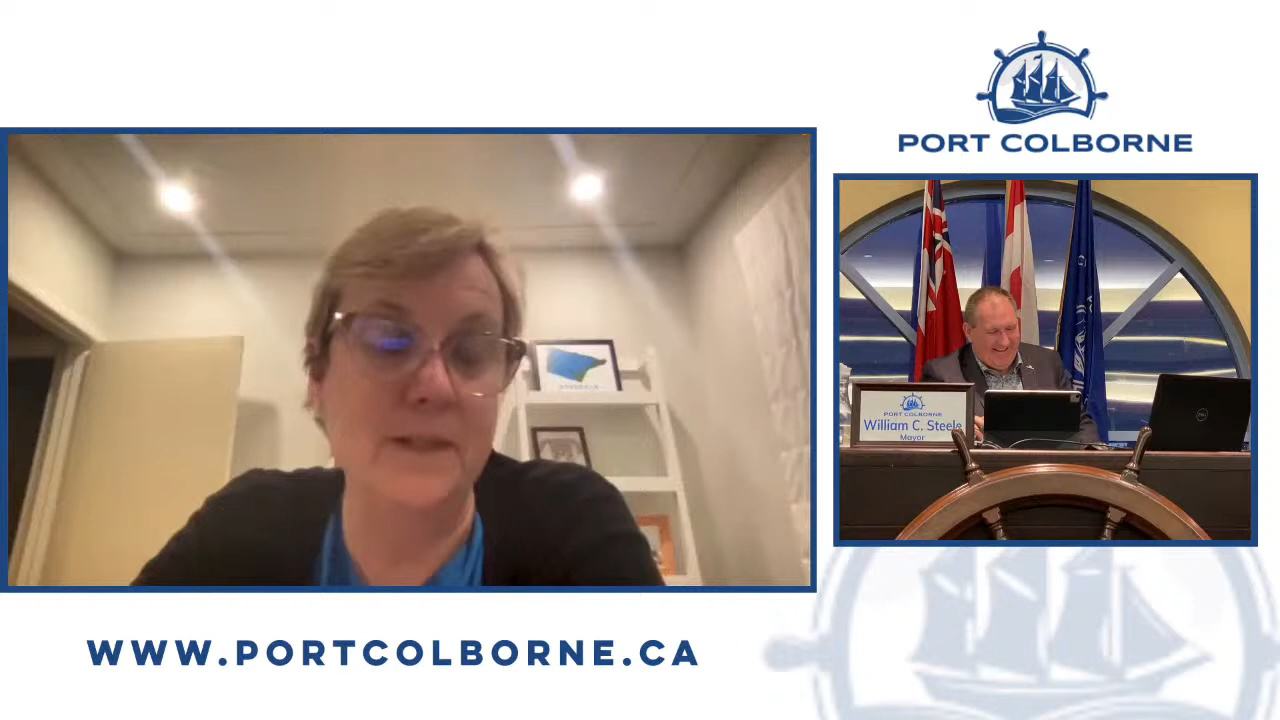 PORT COLBORNE
PORT COLBORNE
William C. Steele
Mayor
WWW.PORTCOLBORNE.CA